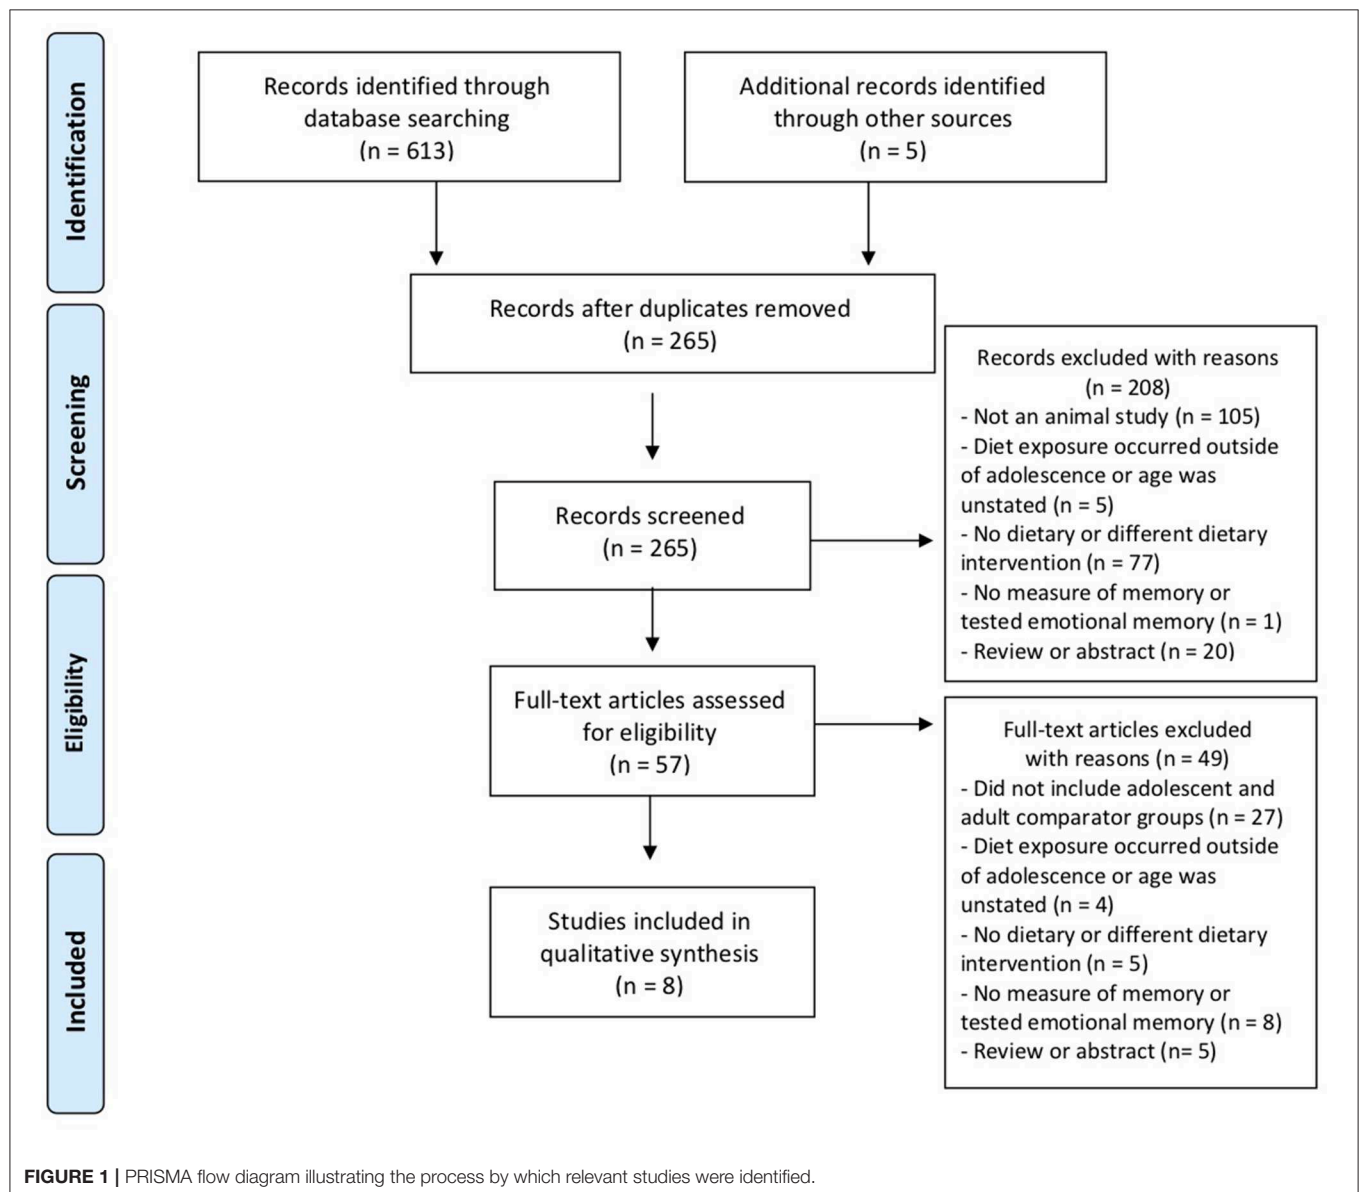 Identification
Records identified through
database searching
(n = 613)
Additional records identified
through other sources
(n = 5)
Records after duplicates removed
(n = 265)
Screening
Records screened
(n = 265)
Records excluded with reasons
(n = 208)
- Not an animal study (n = 105)
- Diet exposure occurred outside
of adolescence or age was
unstated (n = 5)
- No dietary or different dietary
intervention (n = 77)
- No measure of memory or
tested emotional memory (n = 1)
- Review or abstract (n = 20)
Eligibility
Full-text articles assessed
for eligibility
(n = 57)
Full-text articles excluded
with reasons (n = 49)
- Did not include adolescent and
adult comparator groups (n = 27)
- Diet exposure occurred outside
of adolescence or age was
unstated (n = 4)
- No dietary or different dietary
intervention (n = 5)
- No measure of memory or
tested emotional memory (n = 8)
- Review or abstract (n= 5)
Included
Studies included in
qualitative synthesis
(n = 8)
FIGURE 1 | PRISMA flow diagram illustrating the process by which relevant studies were identified.